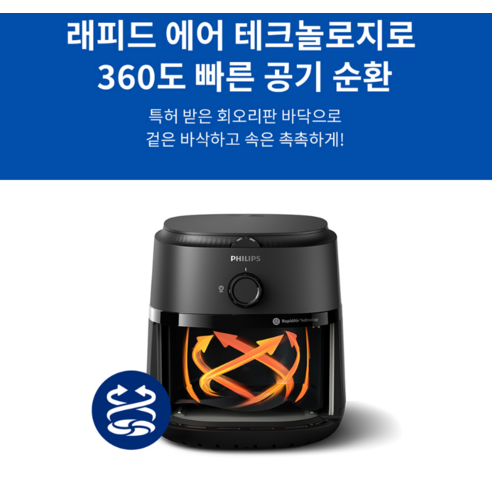 래피드 에어 테크놀로지로
360도 빠른 공기 순환
특허 받은 회오리판 바닥으로
겉은 바삭하고 속은 촉촉하게!
PHILIPS
RapidAir Technology